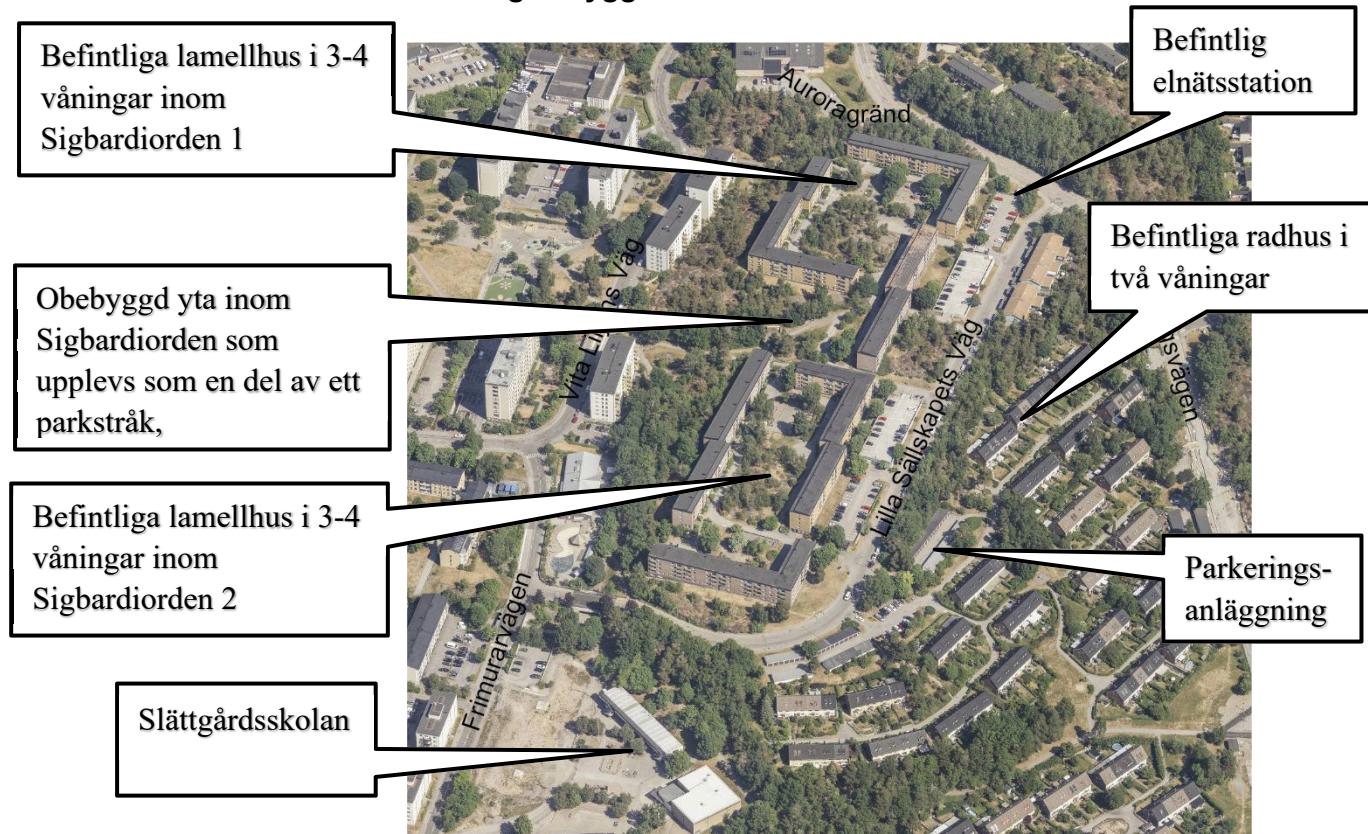 Befintliga lamellhus i 3-4
våningar inom
Sigbardiorden 1
Befintlig
elnätsstation
Auroragränd
Befintliga radhus i
två våningar
Obebyggd yta inom
Sigbardiorden som
upplevs som en del av ett
parkstråk,
Vita Liljans Väg
Lilla Sällskapets Väg
gsvägen
Befintliga lamellhus i 3-4
våningar inom
Sigbardiorden 2
Parkerings-
anläggning
Frimurarvägen
Slättgårdsskolan